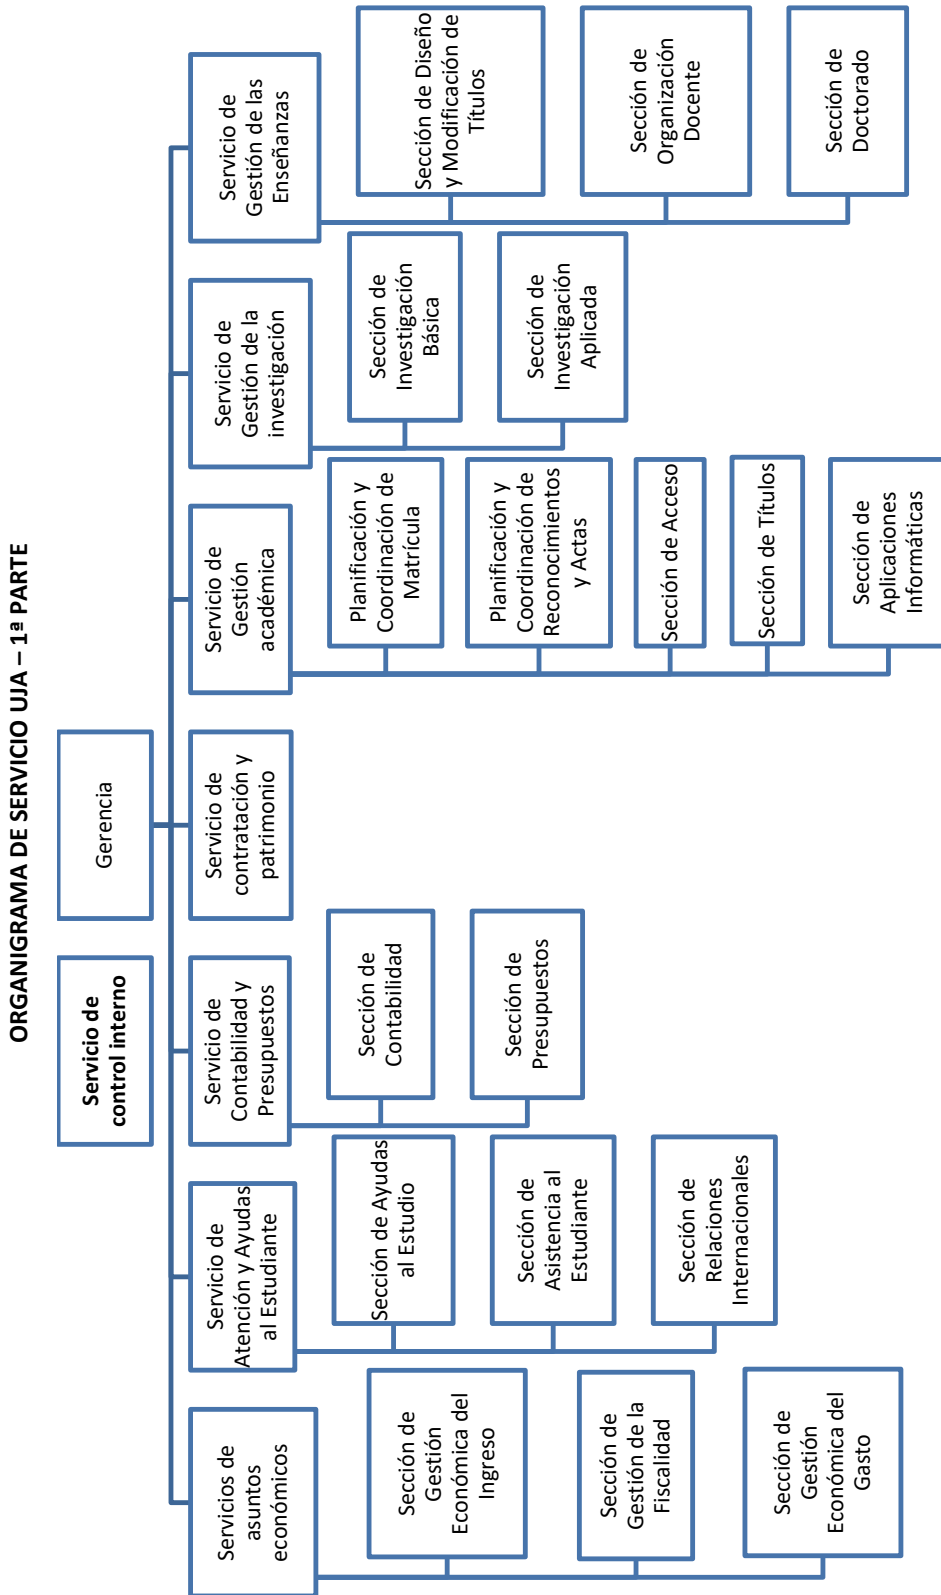 ORGANIGRAMA DE SERVICIO UJA – 1ª PARTE
Servicio de
control interno
Gerencia
Servicios de
asuntos
económicos
Sección de
Gestión
Económica del
Ingreso
Sección de
Gestión de la
Fiscalidad
Sección de
Gestión
Económica del
Gasto
Servicio de
Atención y Ayudas
al Estudiante
Sección de Ayudas
al Estudio
Sección de
Asistencia al
Estudiante
Sección de
Relaciones
Internacionales
Servicio de
Contabilidad y
Presupuestos
Sección de
Contabilidad
Sección de
Presupuestos
Servicio de
contratación y
patrimonio
Servicio de
Gestión
académica
Planificación y
Coordinación de
Matrícula
Planificación y
Coordinación de
Reconocimientos
y Actas
Sección de Acceso
Sección de Títulos
Sección de
Aplicaciones
Informáticas
Servicio de
Gestión de la
investigación
Sección de
Investigación
Básica
Sección de
Investigación
Aplicada
Servicio de
Gestión de las
Enseñanzas
Sección de Diseño
y Modificación de
Títulos
Sección de
Organización
Docente
Sección de
Doctorado